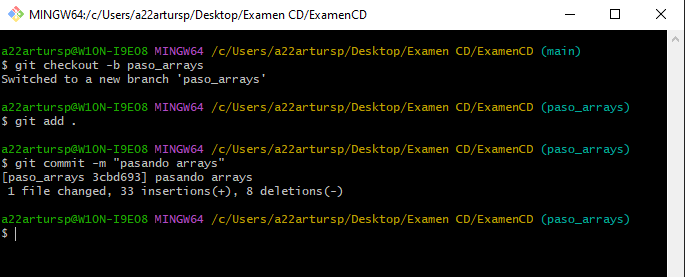 MINGW64:/c/Users/a22artursp/Desktop/Examen CD/ExamenCD
a22artursp@W10N-I9E08 MINGW64 /c/Users/a22artursp/Desktop/Examen CD/ExamenCD (main)
$ git checkout -b paso_arrays
Switched to a new branch 'paso_arrays'
a22artursp@W10N-I9E08 MINGW64 /c/Users/a22artursp/Desktop/Examen CD/ExamenCD (paso_arrays)
$ git add .
a22artursp@W10N-I9E08 MINGW64 /c/Users/a22artursp/Desktop/Examen CD/ExamenCD (paso_arrays)
$ git commit -m "pasando arrays"
[paso_arrays 3cbd693] pasando arrays
1 file changed, 33 insertions(+), 8 deletions(-)
a22artursp@W10N-I9E08 MINGW64 /c/Users/a22artursp/Desktop/Examen CD/ExamenCD (paso_arrays)
$